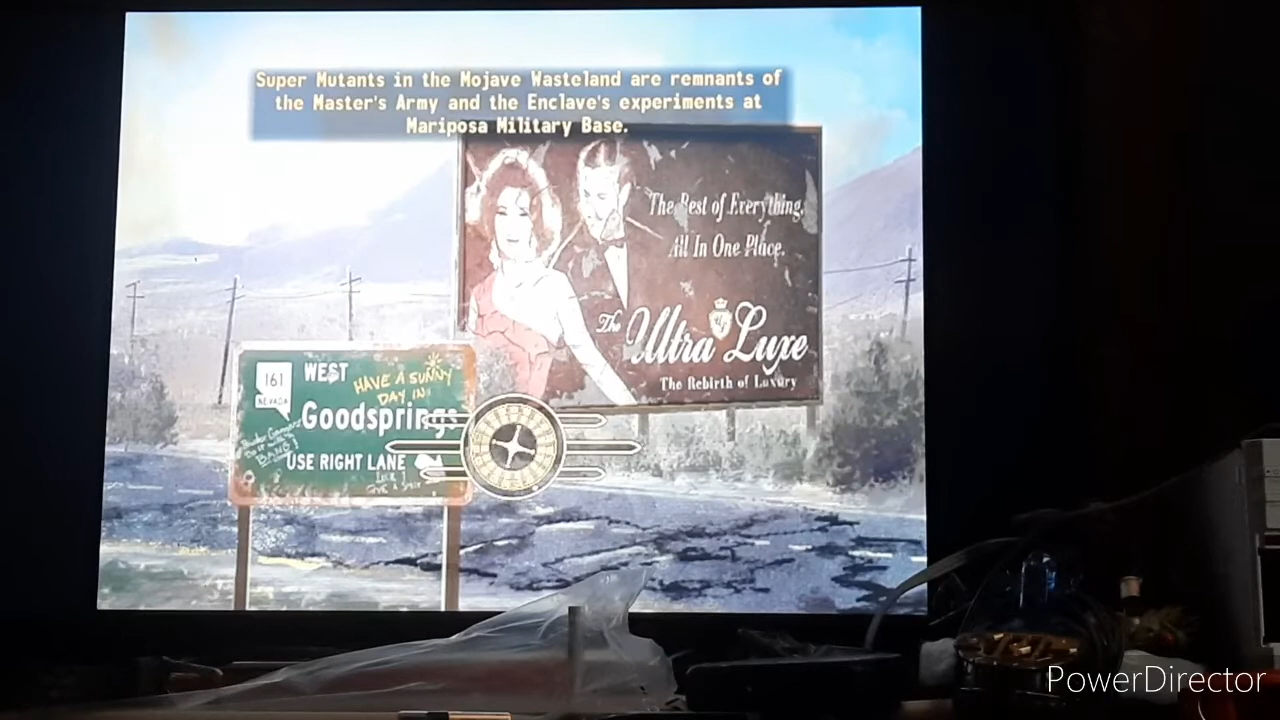 Super Mutants in the Mojave Wasteland are remnants of
the Master's Army and the Enclave's experiments at
Mariposa Military Base.
The Best of Everything.
All In One Place.
The Ultra Luxe
The Rebirth of Luxury
161
NEVADA
WEST
HAVE A SUNNY
DAY IN
Goodsprings
BANG!
USE RIGHT LANE
PowerDirector